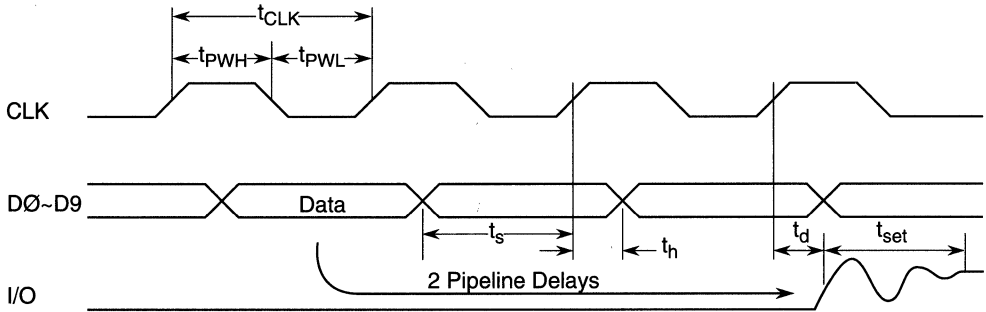 tCLK
tPWH
tPWL
CLK
DØ~D9
Data
ts
th
td
tset
2 Pipeline Delays
I/O